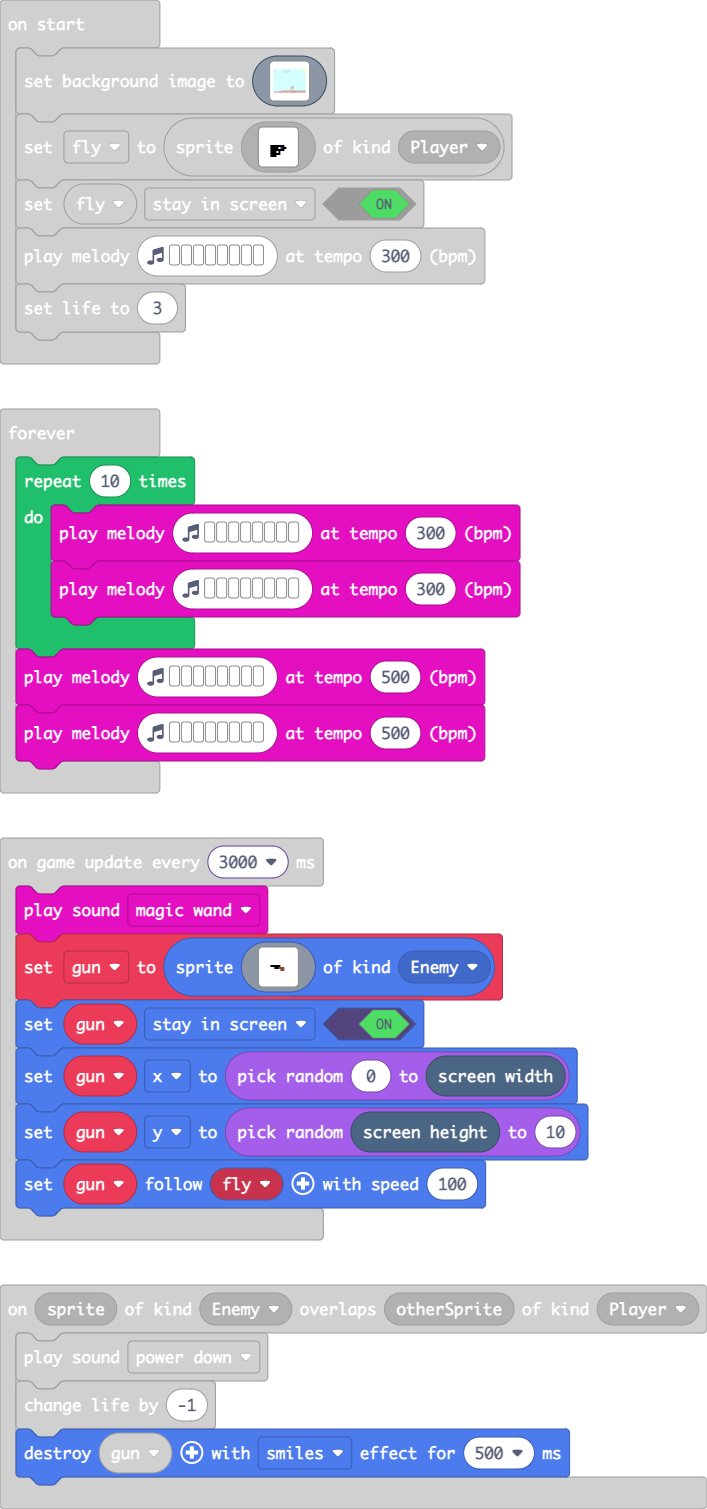 on start
set background image to
set fly to sprite of kind Player
set fly stay in screen ON
play melody at tempo 300 (bpm)
set life to 3
forever
repeat 10 times
do
play melody at tempo 300 (bpm)
play melody at tempo 300 (bpm)
play melody at tempo 500 (bpm)
play melody at tempo 500 (bpm)
on game update every 3000 ms
play sound magic wand
set gun to sprite of kind Enemy
set gun stay in screen ON
set gun x to pick random 0 to screen width
set gun y to pick random screen height to 10
set gun follow fly with speed 100
on sprite of kind Enemy overlaps otherSprite of kind Player
play sound power down
change life by -1
destroy gun with smiles effect for 500 ms